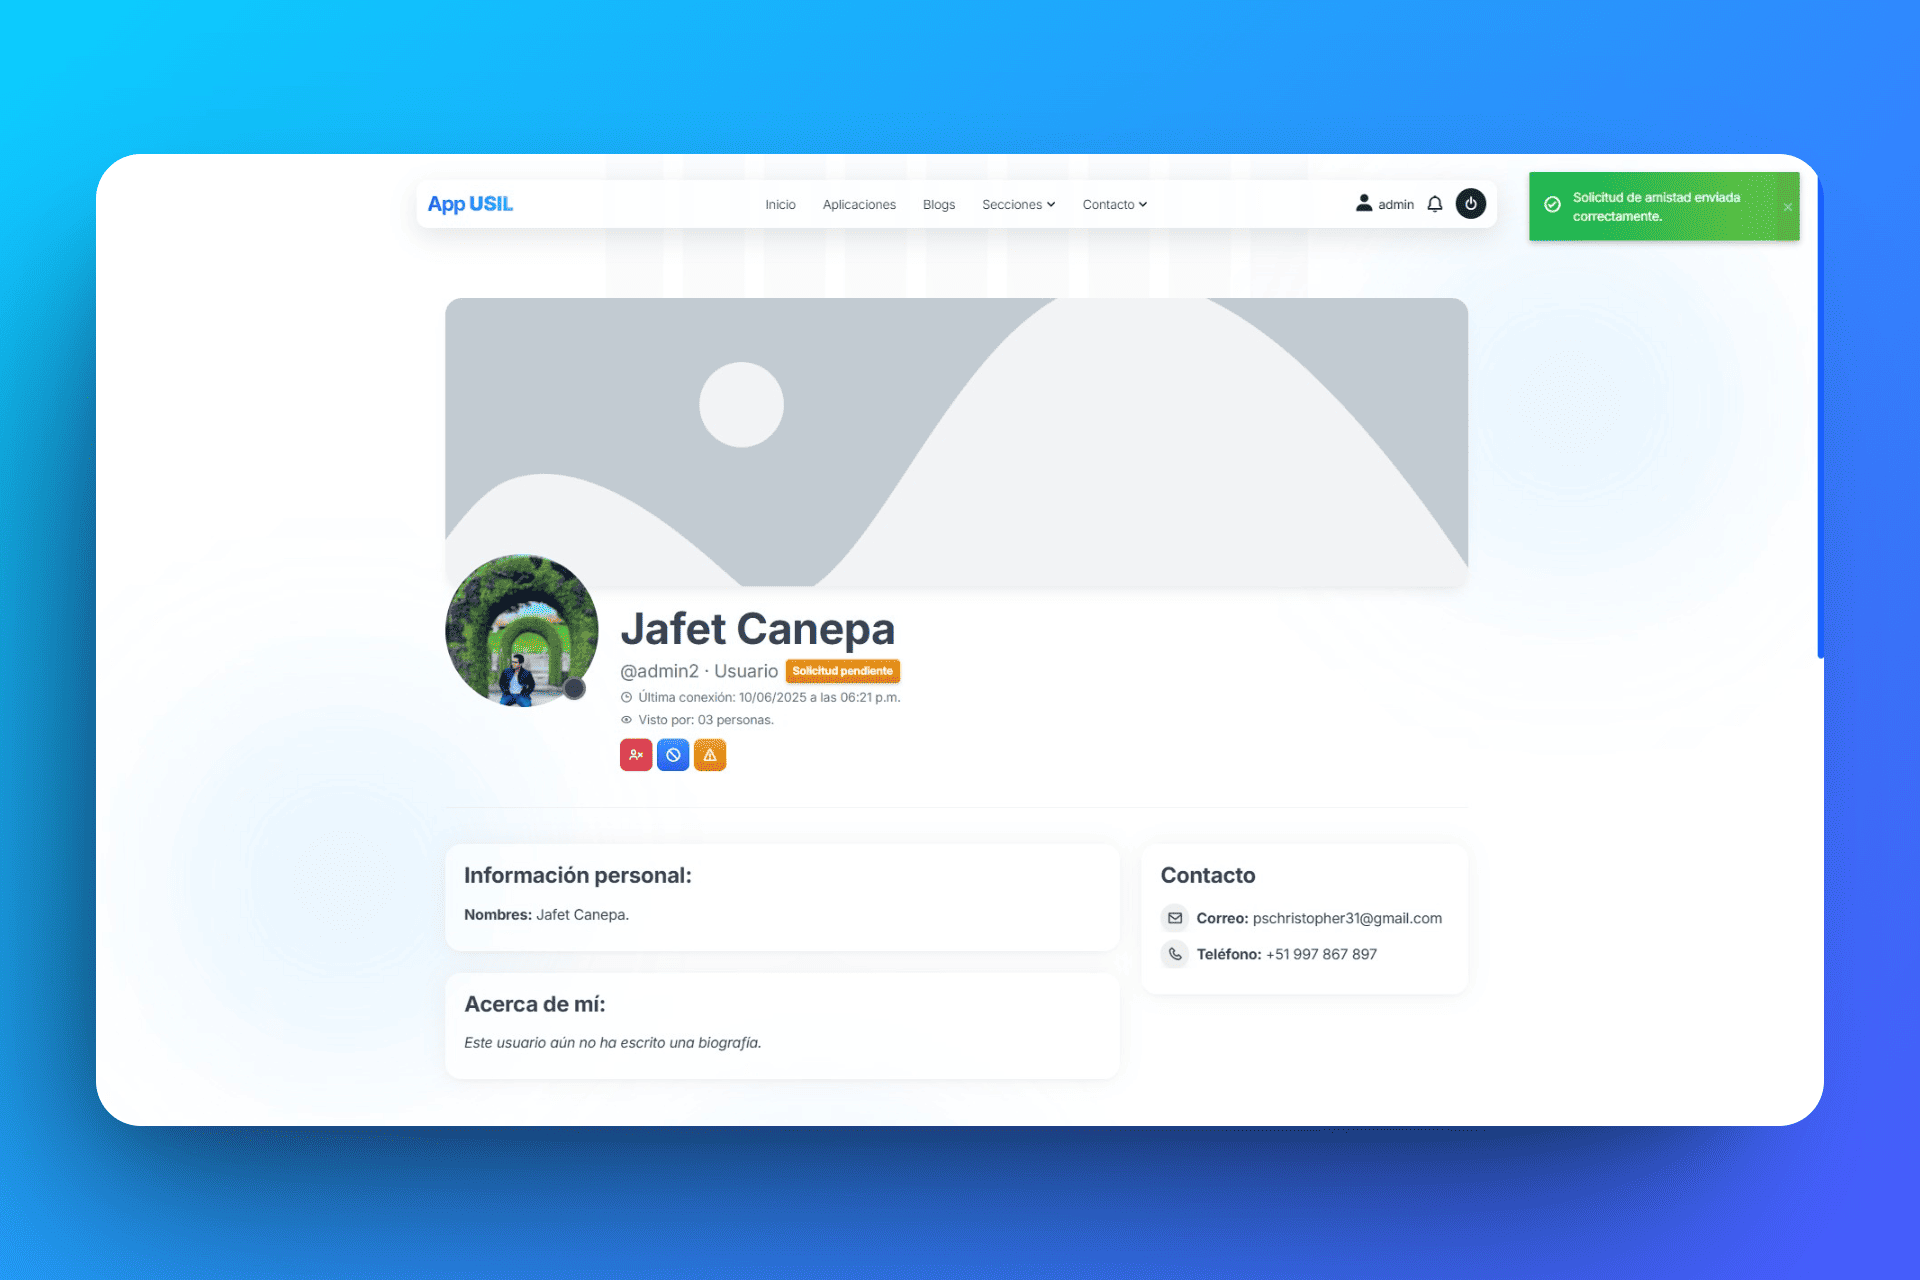 App USIL
Inicio
Aplicaciones
Blogs
Secciones
Contacto
admin
Solicitud de amistad enviada
correctamente.
Jafet Canepa
@admin2 · Usuario
Solicitud pendiente
Última conexión: 10/06/2025 a las 06:21 p.m.
Visto por: 03 personas.
Información personal:
Nombres: Jafet Canepa.
Acerca de mí:
Este usuario aún no ha escrito una biografía.
Contacto
Correo: pschristopher31@gmail.com
Teléfono: +51 997 867 897